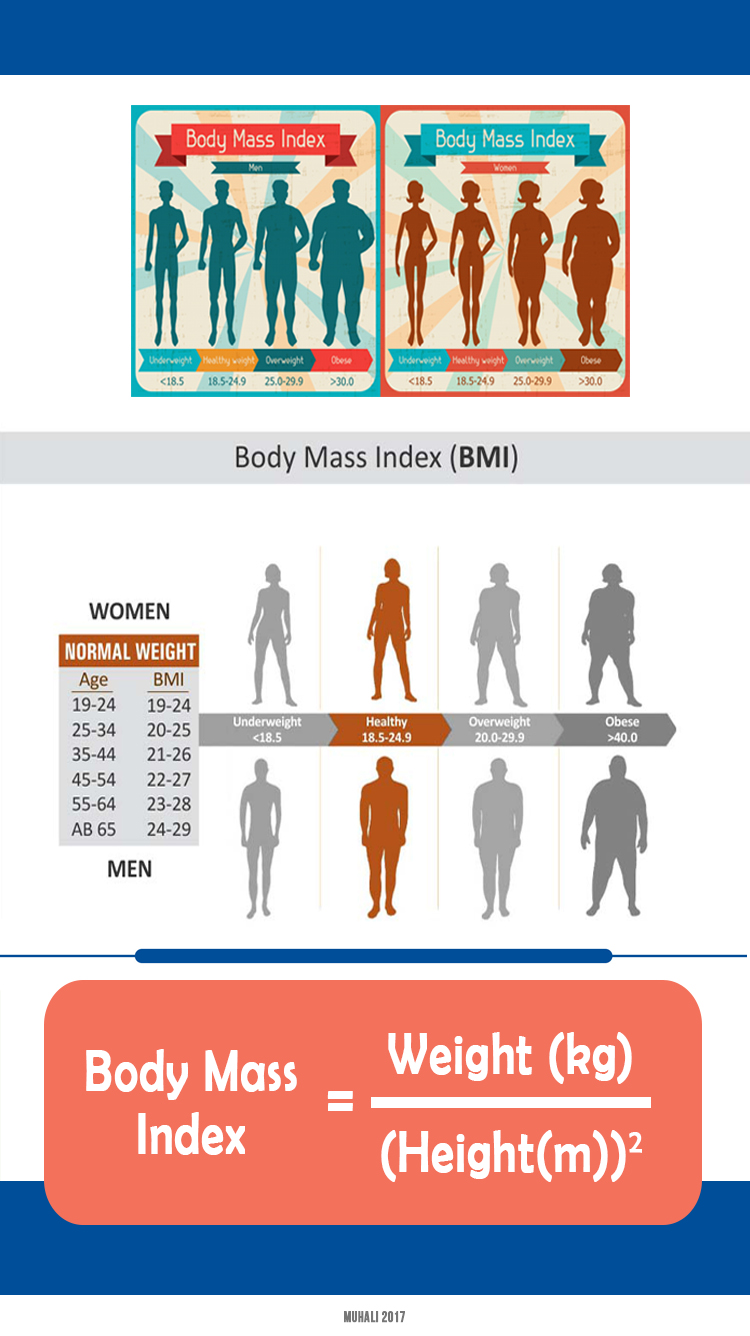 Body Mass Index
Men
Underweight Healthy weight Overweight Obese
<18.5 18.5-24.9 25.0-29.9 >30.0
Body Mass Index
Women
Underweight Healthy weight Overweight Obese
<18.5 18.5-24.9 25.0-29.9 >30.0
Body Mass Index (BMI)
WOMEN
NORMAL WEIGHT
Age BMI
19-24 19-24
25-34 20-25
35-44 21-26
45-54 22-27
55-64 23-28
AB 65 24-29
MEN
Underweight Healthy Overweight Obese
<18.5 18.5-24.9 20.0-29.9 >40.0
Body Mass
Index
=
Weight (kg)
(Height(m))²
MUHALI 2017